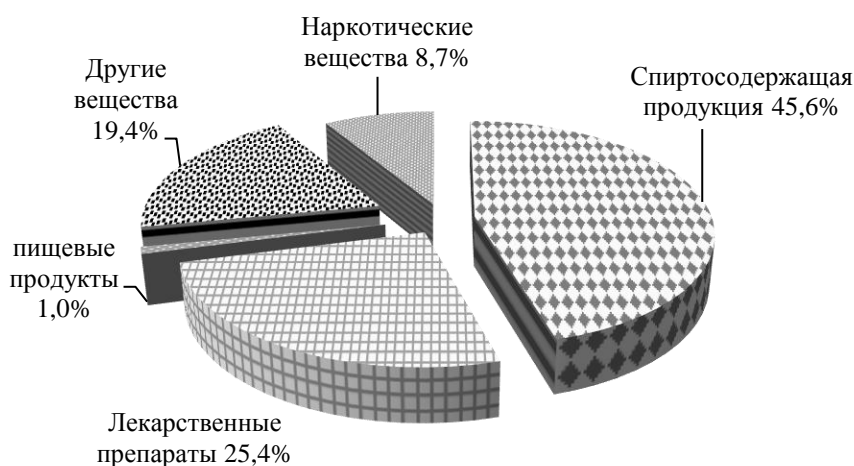 Наркотические
вещества 8,7%
Другие
вещества
19,4%
Спиртосодержащая
продукция 45,6%
пищевые
продукты
1,0%
Лекарственные
препараты 25,4%